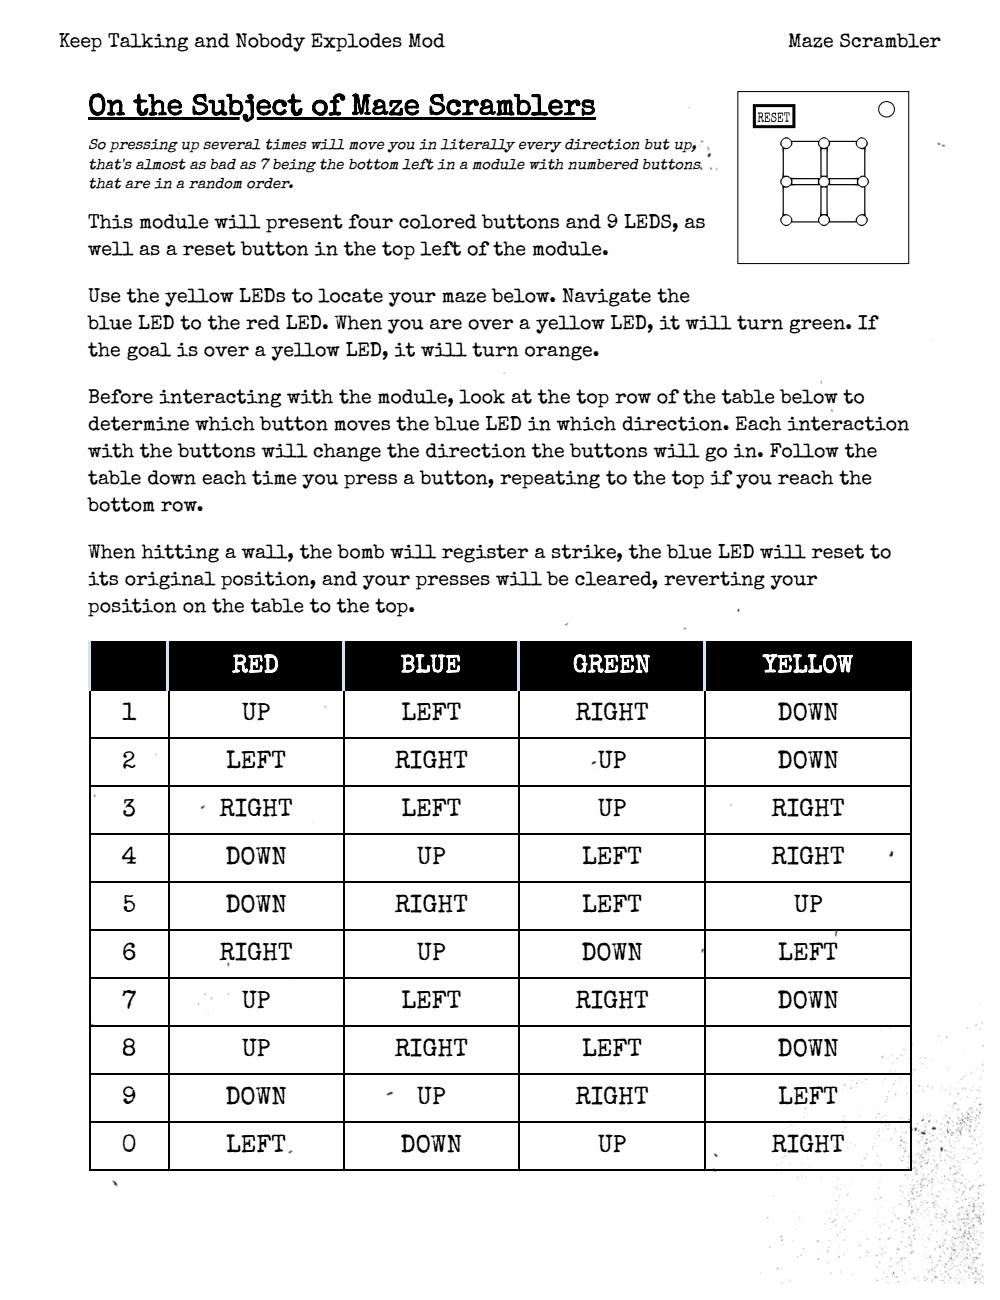 Keep Talking and Nobody Explodes Mod
Maze Scrambler
On the Subject of Maze Scramblers
RESET
So pressing up several times will move you in literally every direction but up,
that's almost as bad as 7 being the bottom left in a module with numbered buttons
that are in a random order.
This module will present four colored buttons and 9 LEDS, as
well as a reset button in the top left of the module.
Use the yellow LEDs to locate your maze below. Navigate the
blue LED to the red LED. When you are over a yellow LED, it will turn green. If
the goal is over a yellow LED, it will turn orange.
Before interacting with the module, look at the top row of the table below to
determine which button moves the blue LED in which direction. Each interaction
with the buttons will change the direction the buttons will go in. Follow the
table down each time you press a button, repeating to the top if you reach the
bottom row.
When hitting a wall, the bomb will register a strike, the blue LED will reset to
its original position, and your presses will be cleared, reverting your
position on the table to the top.
RED BLUE GREEN YELLOW
1 UP LEFT RIGHT DOWN
2 LEFT RIGHT UP DOWN
3 RIGHT LEFT UP RIGHT
4 DOWN UP LEFT RIGHT
5 DOWN RIGHT LEFT UP
6 RIGHT UP DOWN LEFT
7 UP LEFT RIGHT DOWN
8 UP RIGHT LEFT DOWN
9 DOWN UP RIGHT LEFT
0 LEFT DOWN UP RIGHT